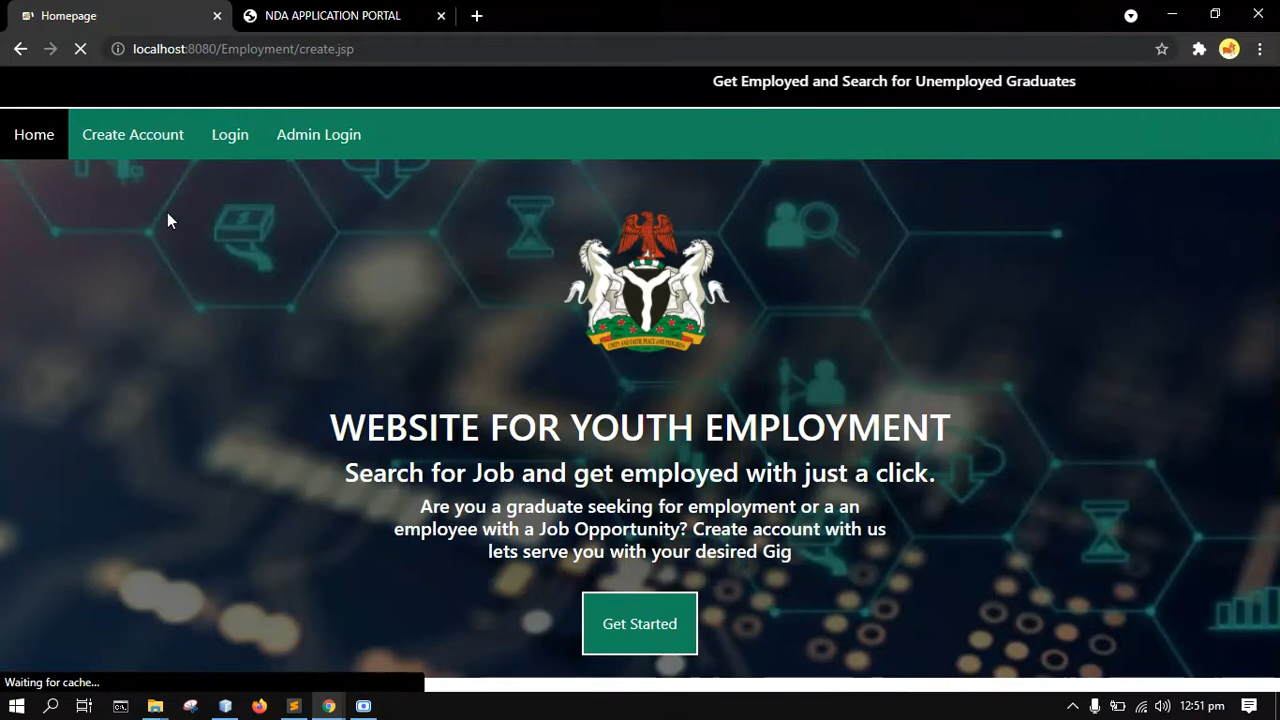 Homepage
NDA APPLICATION PORTAL
localhost:8080/Employment/create.jsp
Get Employed and Search for Unemployed Graduates
Home
Create Account
Login
Admin Login
WEBSITE FOR YOUTH EMPLOYMENT
Search for Job and get employed with just a click.
Are you a graduate seeking for employment or a an
employee with a Job Opportunity? Create account with us
lets serve you with your desired Gig
Get Started
Waiting for cache...
12:51 pm